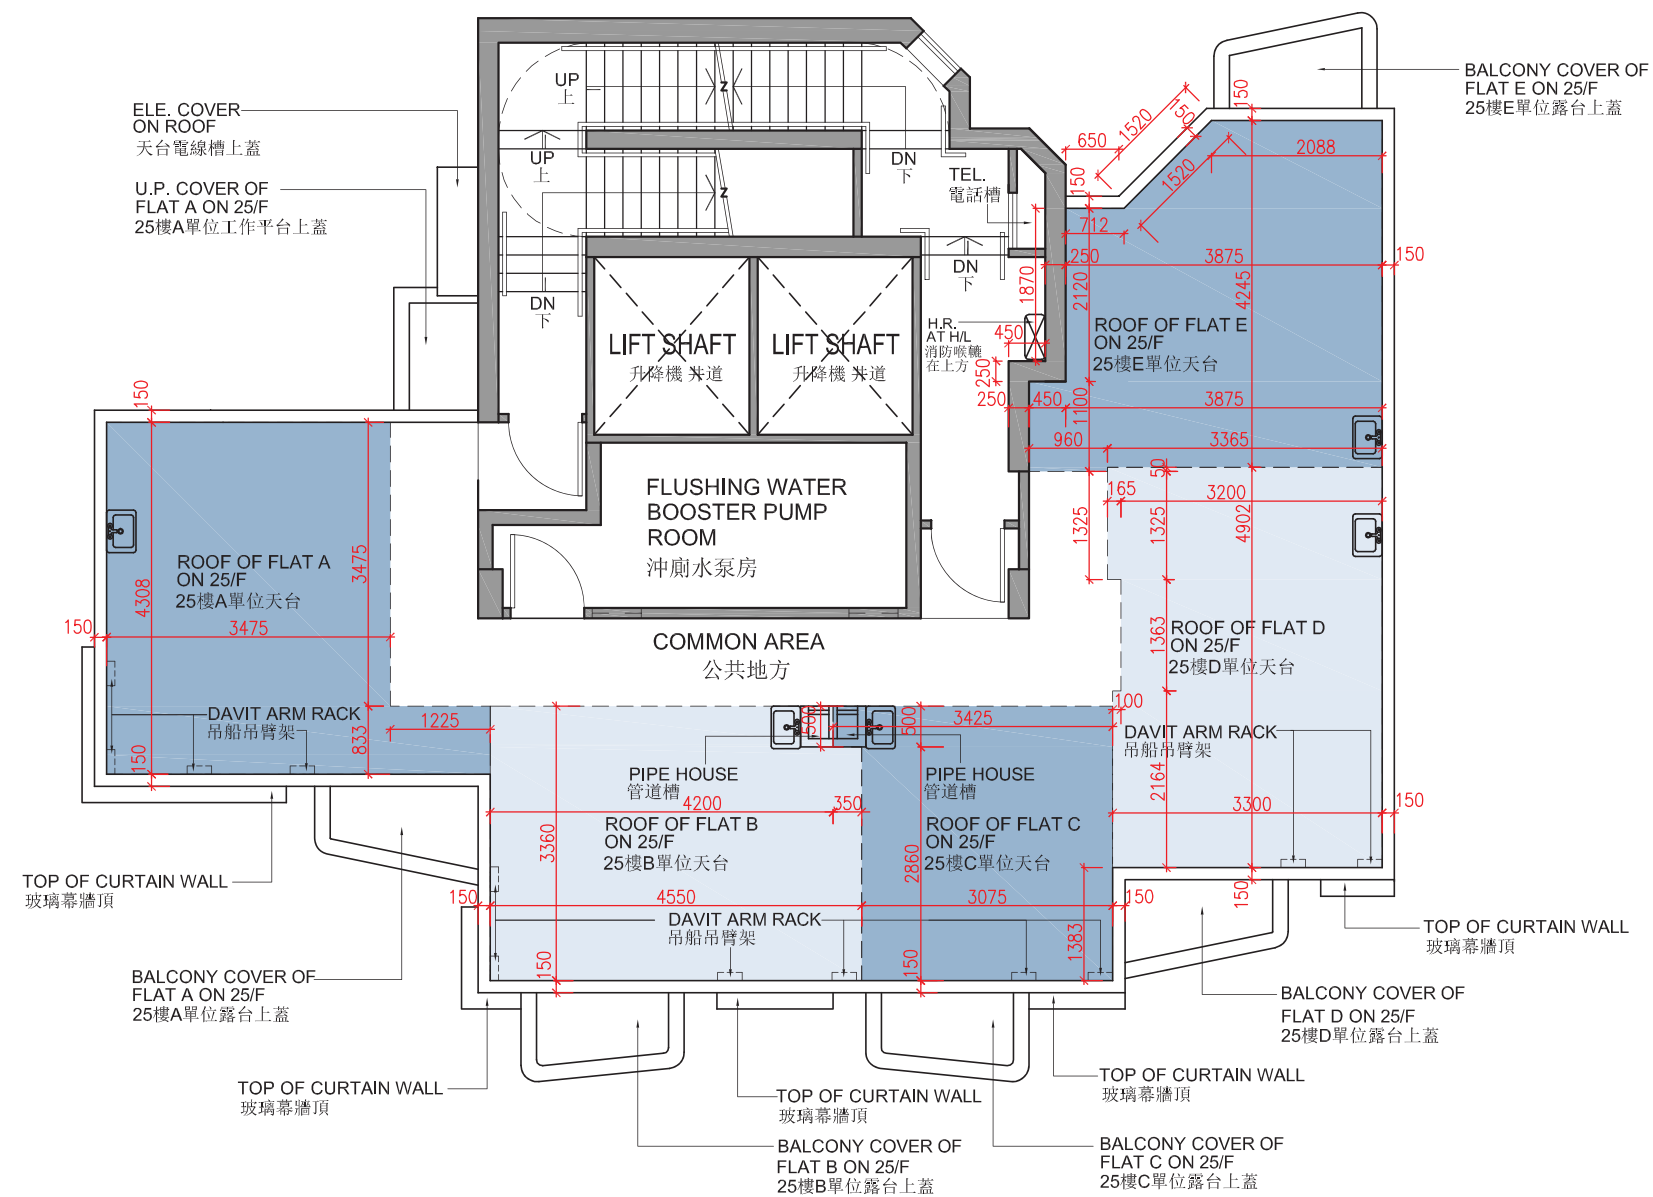 BALCONY COVER OF
FLAT E ON 25/F
25樓E單位露台上蓋
ELE. COVER
ON ROOF
天台電線槽上蓋
U.P. COVER OF
FLAT A ON 25/F
25樓A單位工作平台上蓋
UP
上
Z
UP
上
Z
DN
下
DN
下
TEL.
電話槽
DN
下
H.R.
AT H/L
消防喉轆
在上方
LIFT SHAFT
升降機井道
LIFT SHAFT
升降機井道
FLUSHING WATER
BOOSTER PUMP
ROOM
沖廁水泵房
COMMON AREA
公共地方
150
1520
150
650
150
1520
2088
712
250
3875
150
1870
2120
4245
450
250
ROOF OF FLAT E
ON 25/F
25樓E單位天台
250
450
1100
3875
960
3365
50
165
3200
1325
1325
4902
1363
ROOF OF FLAT D
ON 25/F
25樓D單位天台
100
DAVIT ARM RACK
吊船吊臂架
2164
3300
150
150
150
ROOF OF FLAT A
ON 25/F
25樓A單位天台
4308
3475
150
3475
DAVIT ARM RACK
吊船吊臂架
1225
833
150
500
500
3425
PIPE HOUSE
管道槽
PIPE HOUSE
管道槽
4200
350
ROOF OF FLAT B
ON 25/F
25樓B單位天台
3360
ROOF OF FLAT C
ON 25/F
25樓C單位天台
2860
150
4550
3075
150
DAVIT ARM RACK
吊船吊臂架
1383
150
150
TOP OF CURTAIN WALL
玻璃幕牆頂
TOP OF CURTAIN WALL
玻璃幕牆頂
BALCONY COVER OF
FLAT A ON 25/F
25樓A單位露台上蓋
BALCONY COVER OF
FLAT D ON 25/F
25樓D單位露台上蓋
TOP OF CURTAIN WALL
玻璃幕牆頂
TOP OF CURTAIN WALL
玻璃幕牆頂
TOP OF CURTAIN WALL
玻璃幕牆頂
BALCONY COVER OF
FLAT B ON 25/F
25樓B單位露台上蓋
BALCONY COVER OF
FLAT C ON 25/F
25樓C單位露台上蓋